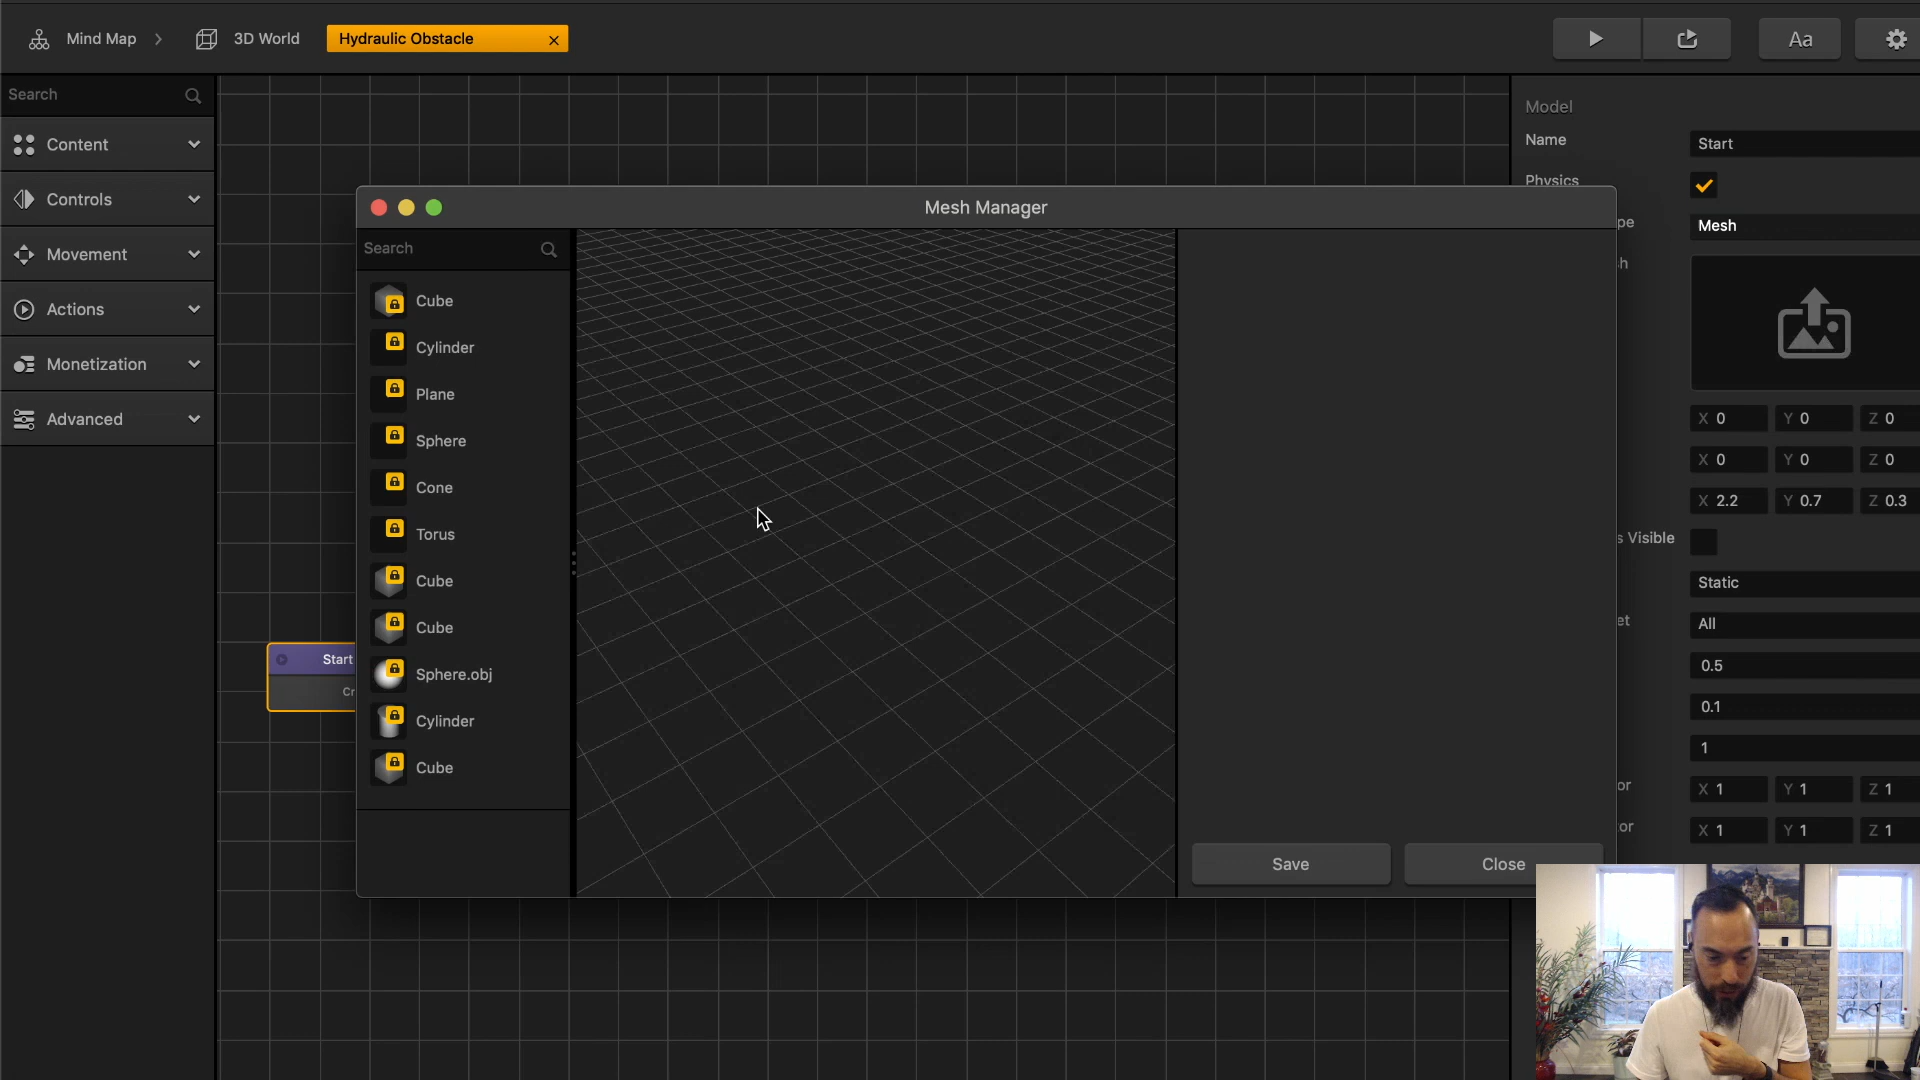 Mind Map
3D World
Hydraulic Obstacle
Aa
Search
Content
Controls
Movement
Actions
Monetization
Advanced
Start
Cr
Mesh Manager
Search
Cube
Cylinder
Plane
Sphere
Cone
Torus
Cube
Cube
Sphere.obj
Cylinder
Cube
Save
Close
Model
Name
Start
Physics
pe
Mesh
h
X 0 Y 0 Z 0
X 0 Y 0 Z 0
X 2.2 Y 0.7 Z 0.3
s Visible
Static
et
All
0.5
0.1
1
or
X 1 Y 1 Z 1
or
X 1 Y 1 Z 1